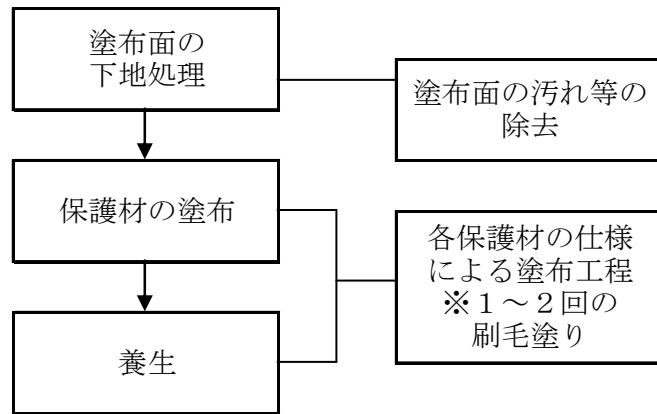 塗布面の
下地処理
塗布面の汚れ等の
除去
保護材の塗布
各保護材の仕様
による塗布工程
※１～２回の
刷毛塗り
養生